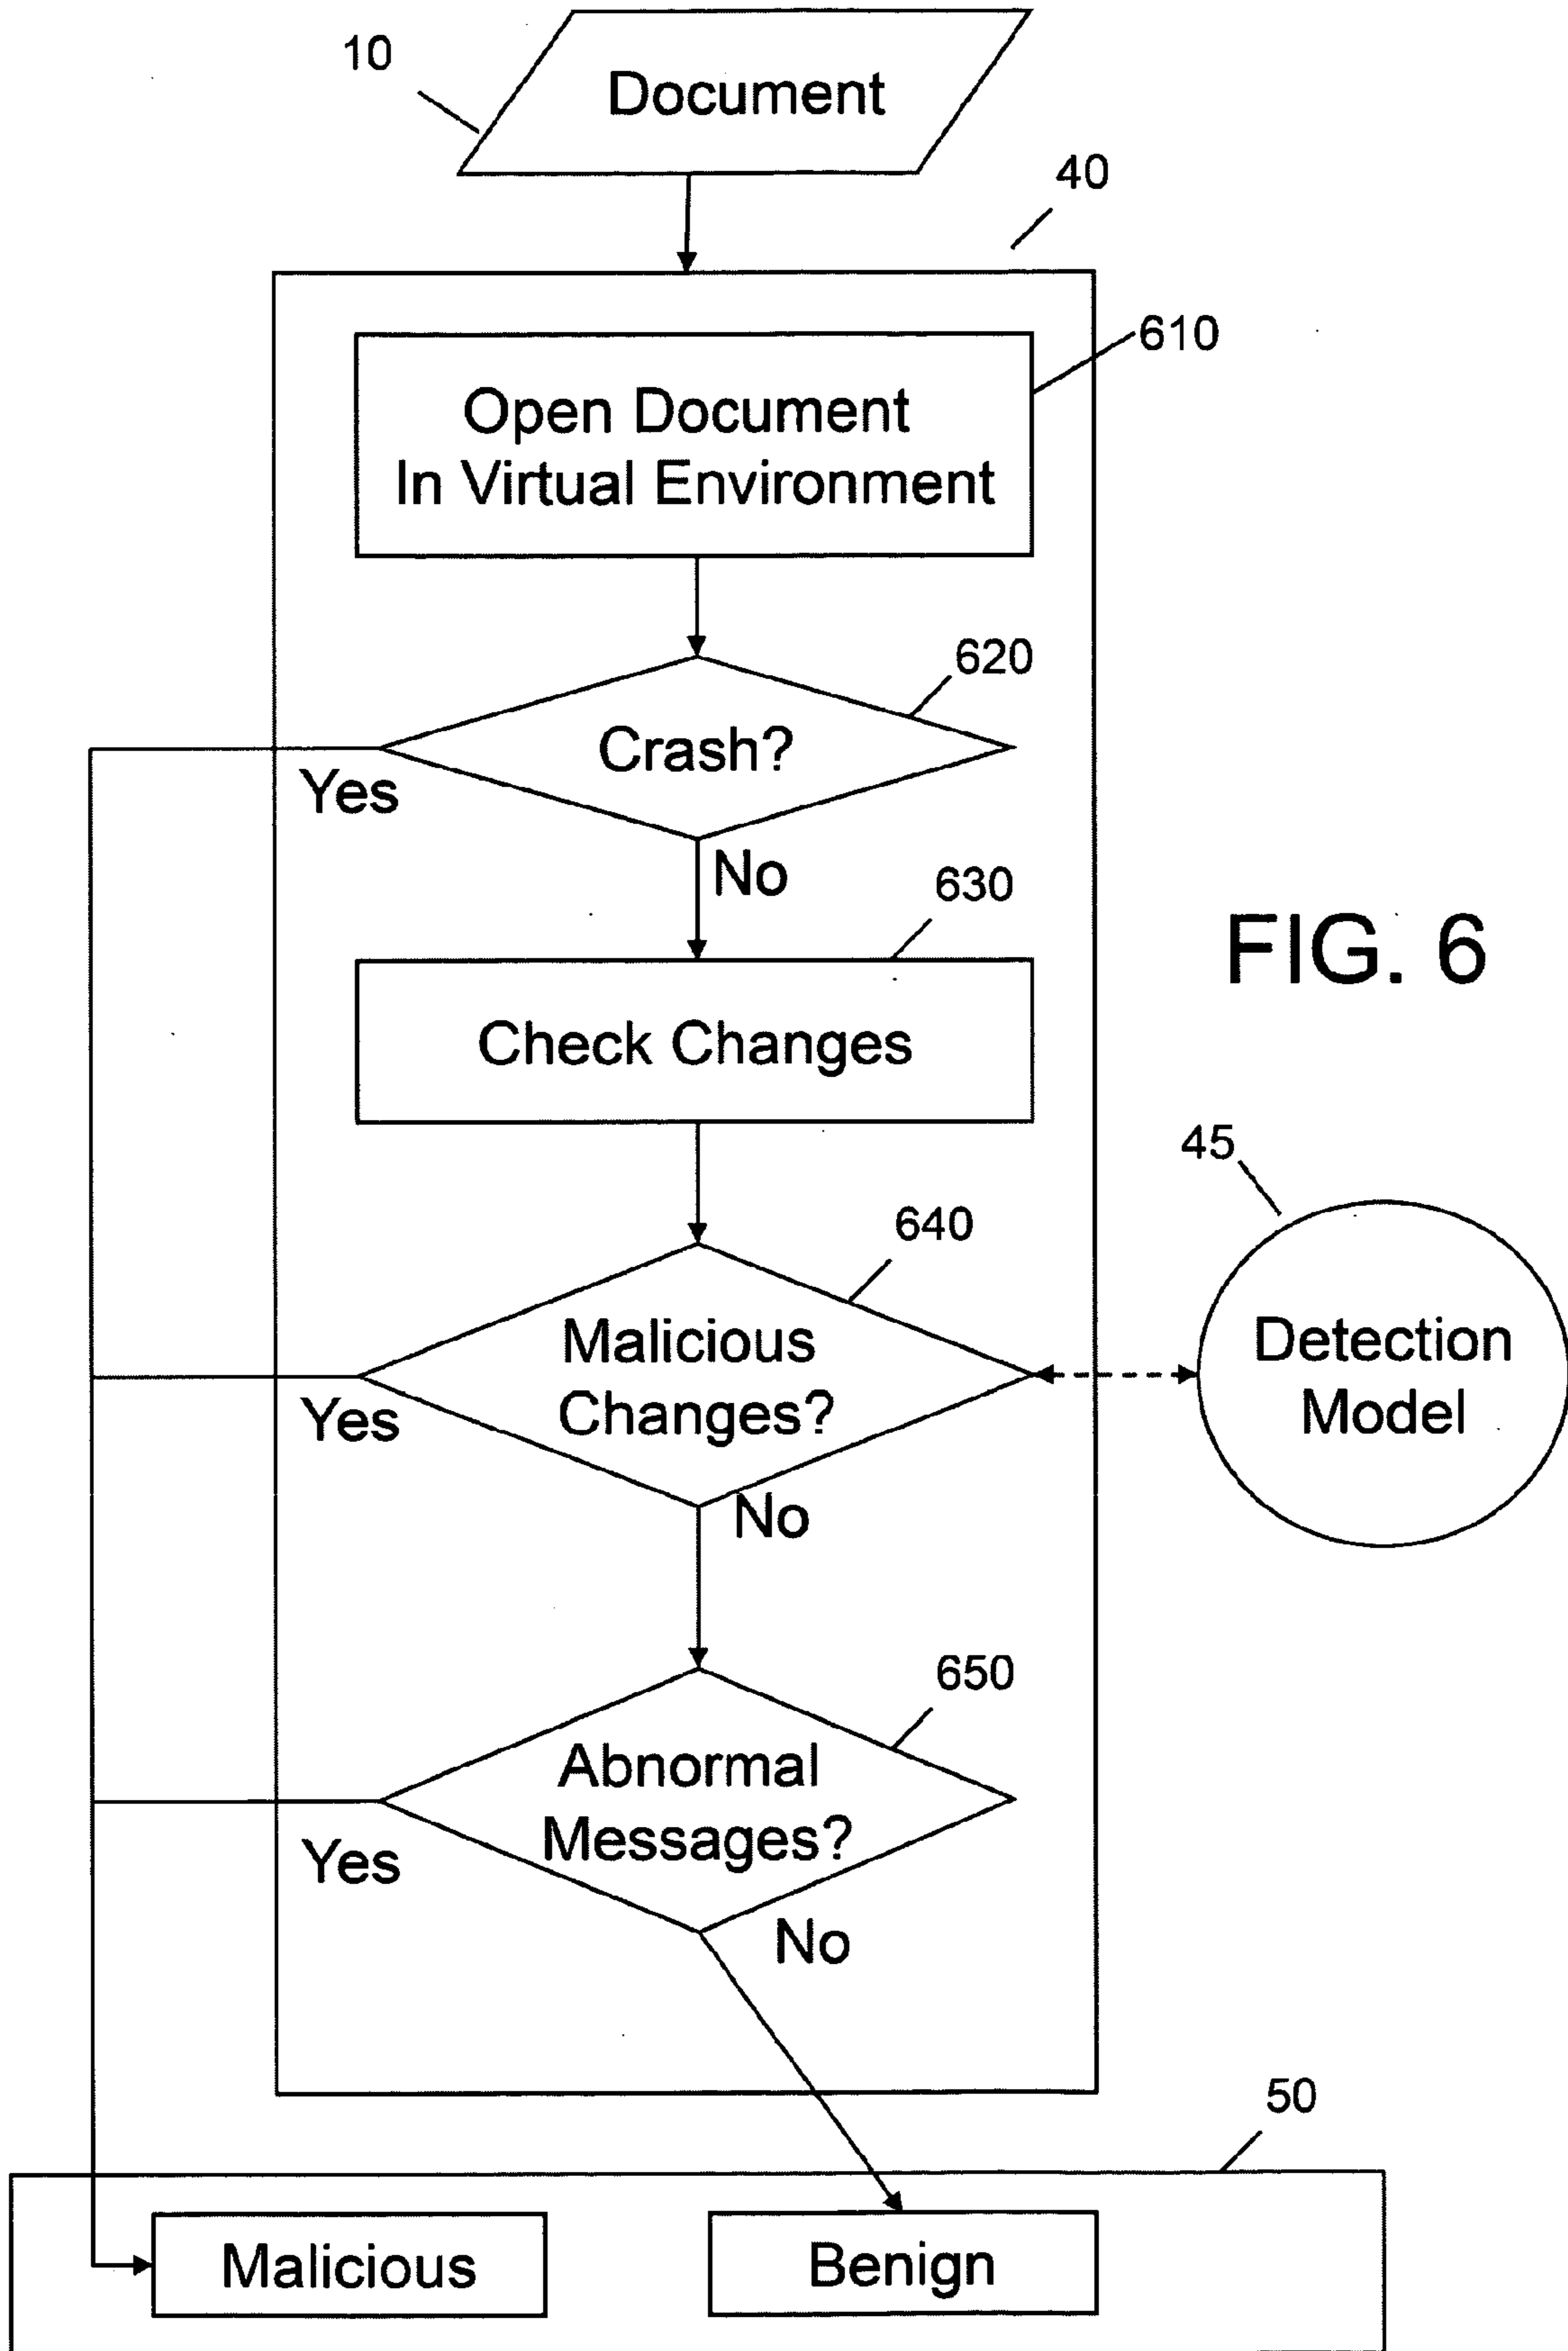 10
Document
40
610
Open Document
In Virtual Environment
620
Crash?
Yes
No
630
FIG. 6
Check Changes
45
640
Malicious
Changes?
Detection
Model
Yes
No
650
Abnormal
Messages?
Yes
No
50
Malicious
Benign